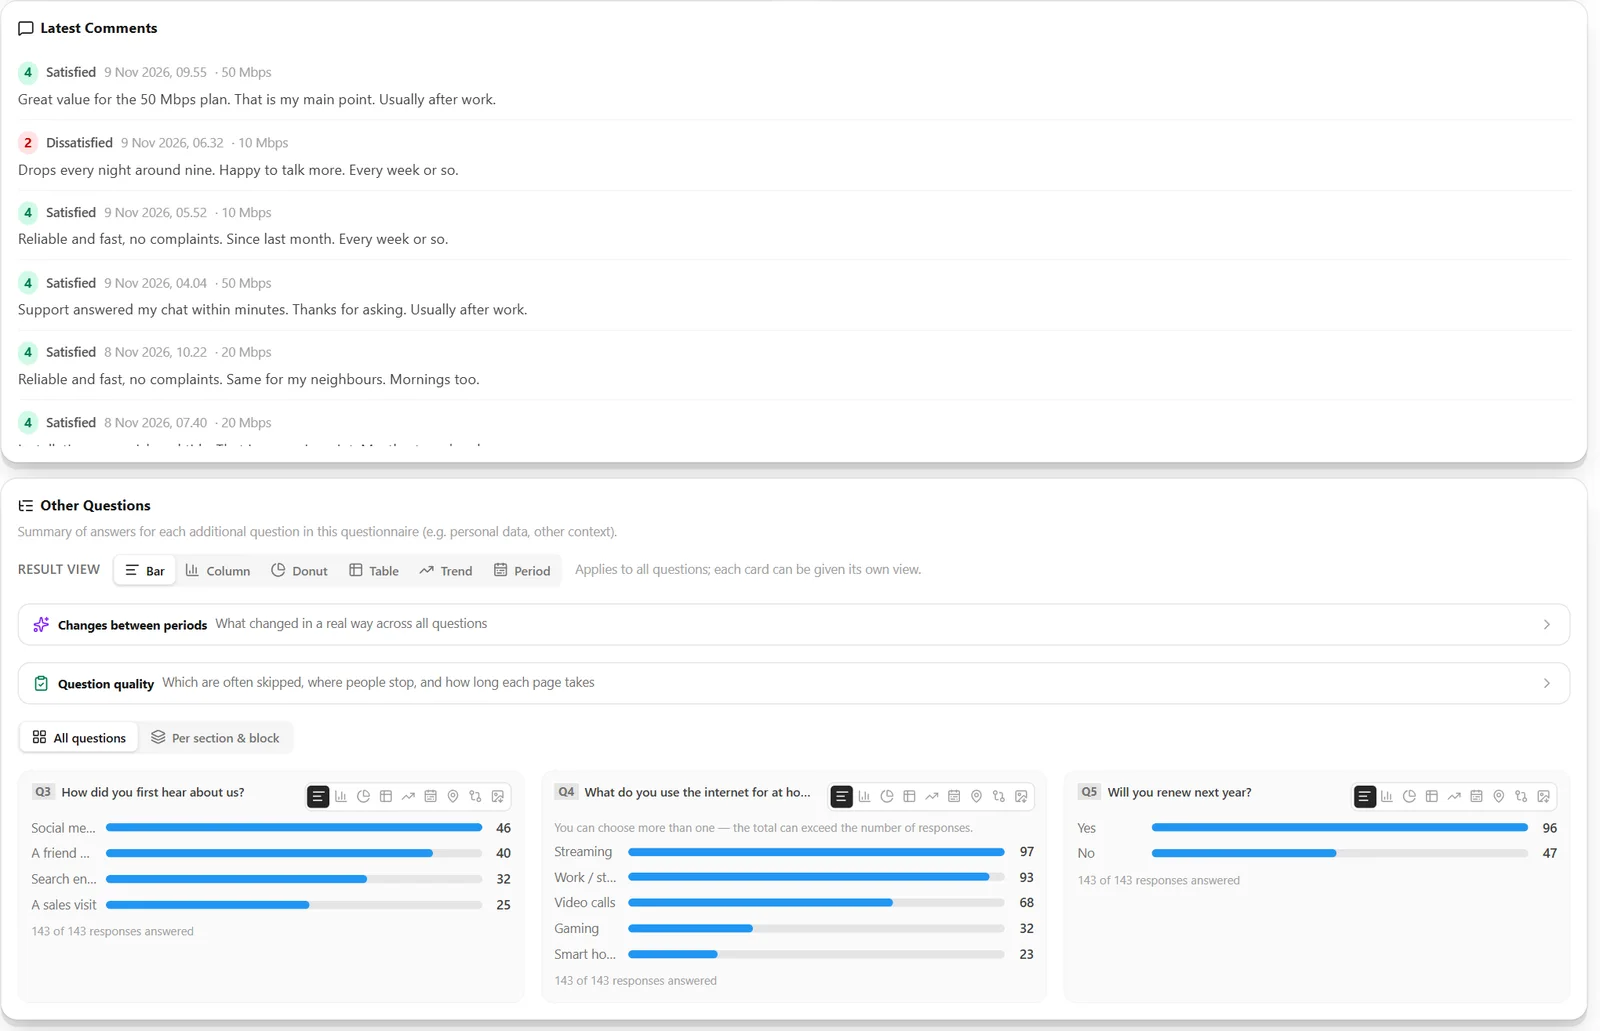 Latest Comments
4 Satisfied 9 Nov 2026, 09.55 · 50 Mbps
Great value for the 50 Mbps plan. That is my main point. Usually after work.
2 Dissatisfied 9 Nov 2026, 06.32 · 10 Mbps
Drops every night around nine. Happy to talk more. Every week or so.
4 Satisfied 9 Nov 2026, 05.52 · 10 Mbps
Reliable and fast, no complaints. Since last month. Every week or so.
4 Satisfied 9 Nov 2026, 04.04 · 50 Mbps
Support answered my chat within minutes. Thanks for asking. Usually after work.
4 Satisfied 8 Nov 2026, 10.22 · 20 Mbps
Reliable and fast, no complaints. Same for my neighbours. Mornings too.
4 Satisfied 8 Nov 2026, 07.40 · 20 Mbps
Other Questions
Summary of answers for each additional question in this questionnaire (e.g. personal data, other context).
RESULT VIEW Bar Column Donut Table Trend Period Applies to all questions; each card can be given its own view.
Changes between periods What changed in a real way across all questions
Question quality Which are often skipped, where people stop, and how long each page takes
All questions Per section & block
Q3 How did you first hear about us?
Social me... 46
A friend ... 40
Search en... 32
A sales visit 25
143 of 143 responses answered
Q4 What do you use the internet for at ho...
You can choose more than one — the total can exceed the number of responses.
Streaming 97
Work / st... 93
Video calls 68
Gaming 32
Smart ho... 23
143 of 143 responses answered
Q5 Will you renew next year?
Yes 96
No 47
143 of 143 responses answered